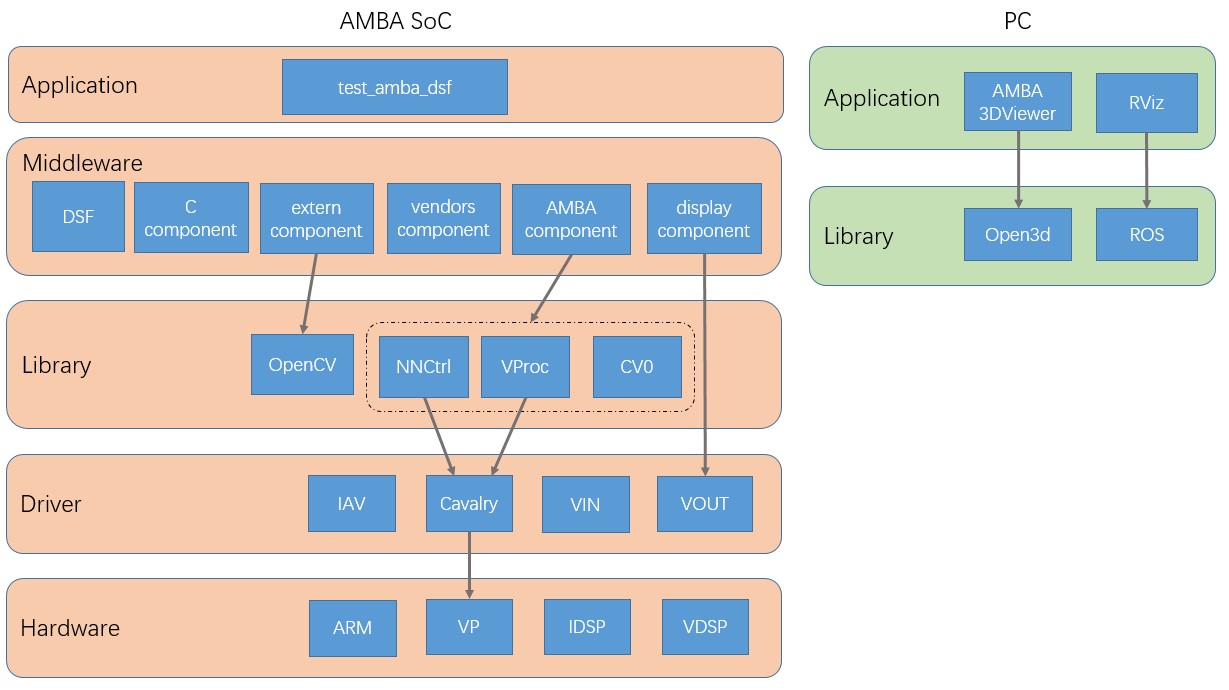 AMBA SoC
Application
test_amba_dsf
Middleware
DSF
C
component
extern
component
vendors
component
AMBA
component
display
component
Library
OpenCV
NNCtrl
VProc
CV0
Driver
IAV
Cavalry
VIN
VOUT
Hardware
ARM
VP
IDSP
VDSP
PC
Application
AMBA
3DViewer
RViz
Library
Open3d
ROS